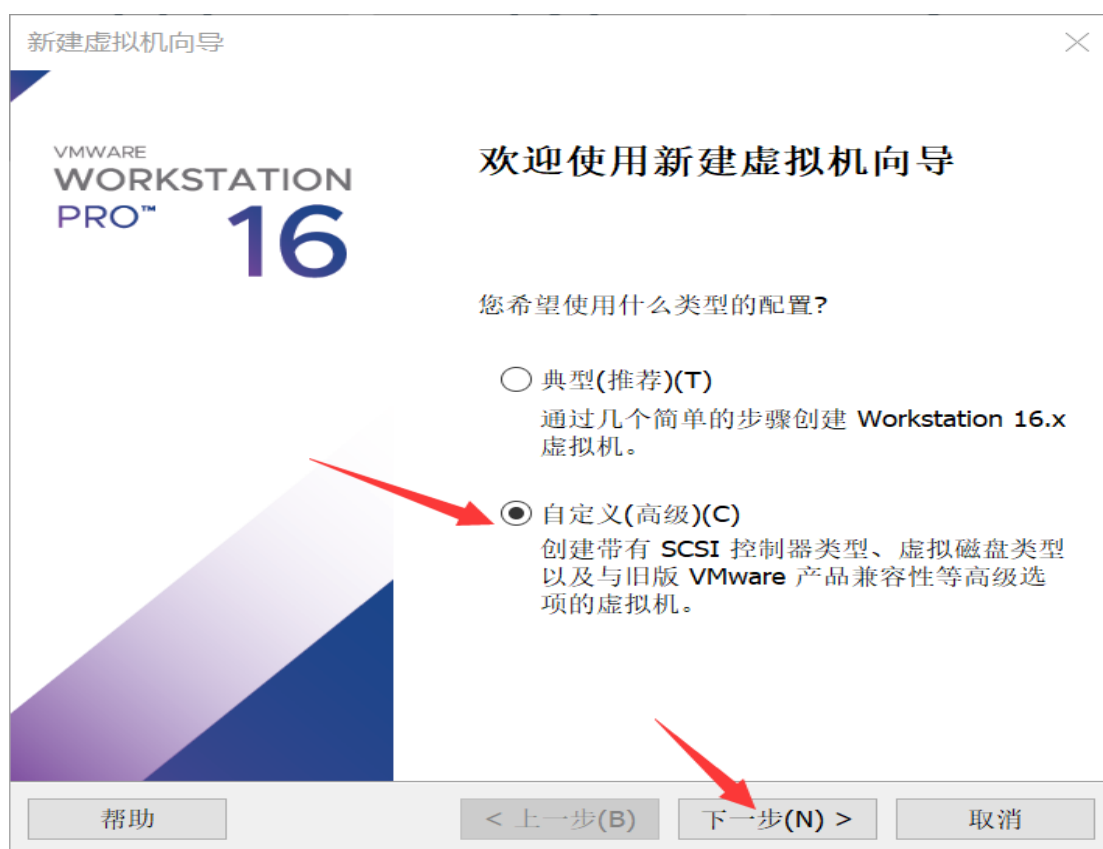 新建虚拟机向导
VMWARE
WORKSTATION
PRO™ 16
欢迎使用新建虚拟机向导
您希望使用什么类型的配置?
典型(推荐)(T)
通过几个简单的步骤创建 Workstation 16.x
虚拟机。
自定义(高级)(C)
创建带有 SCSI 控制器类型、虚拟磁盘类型
以及与旧版 VMware 产品兼容性等高级选
项的虚拟机。
帮助
< 上一步(B)
下一步(N) >
取消